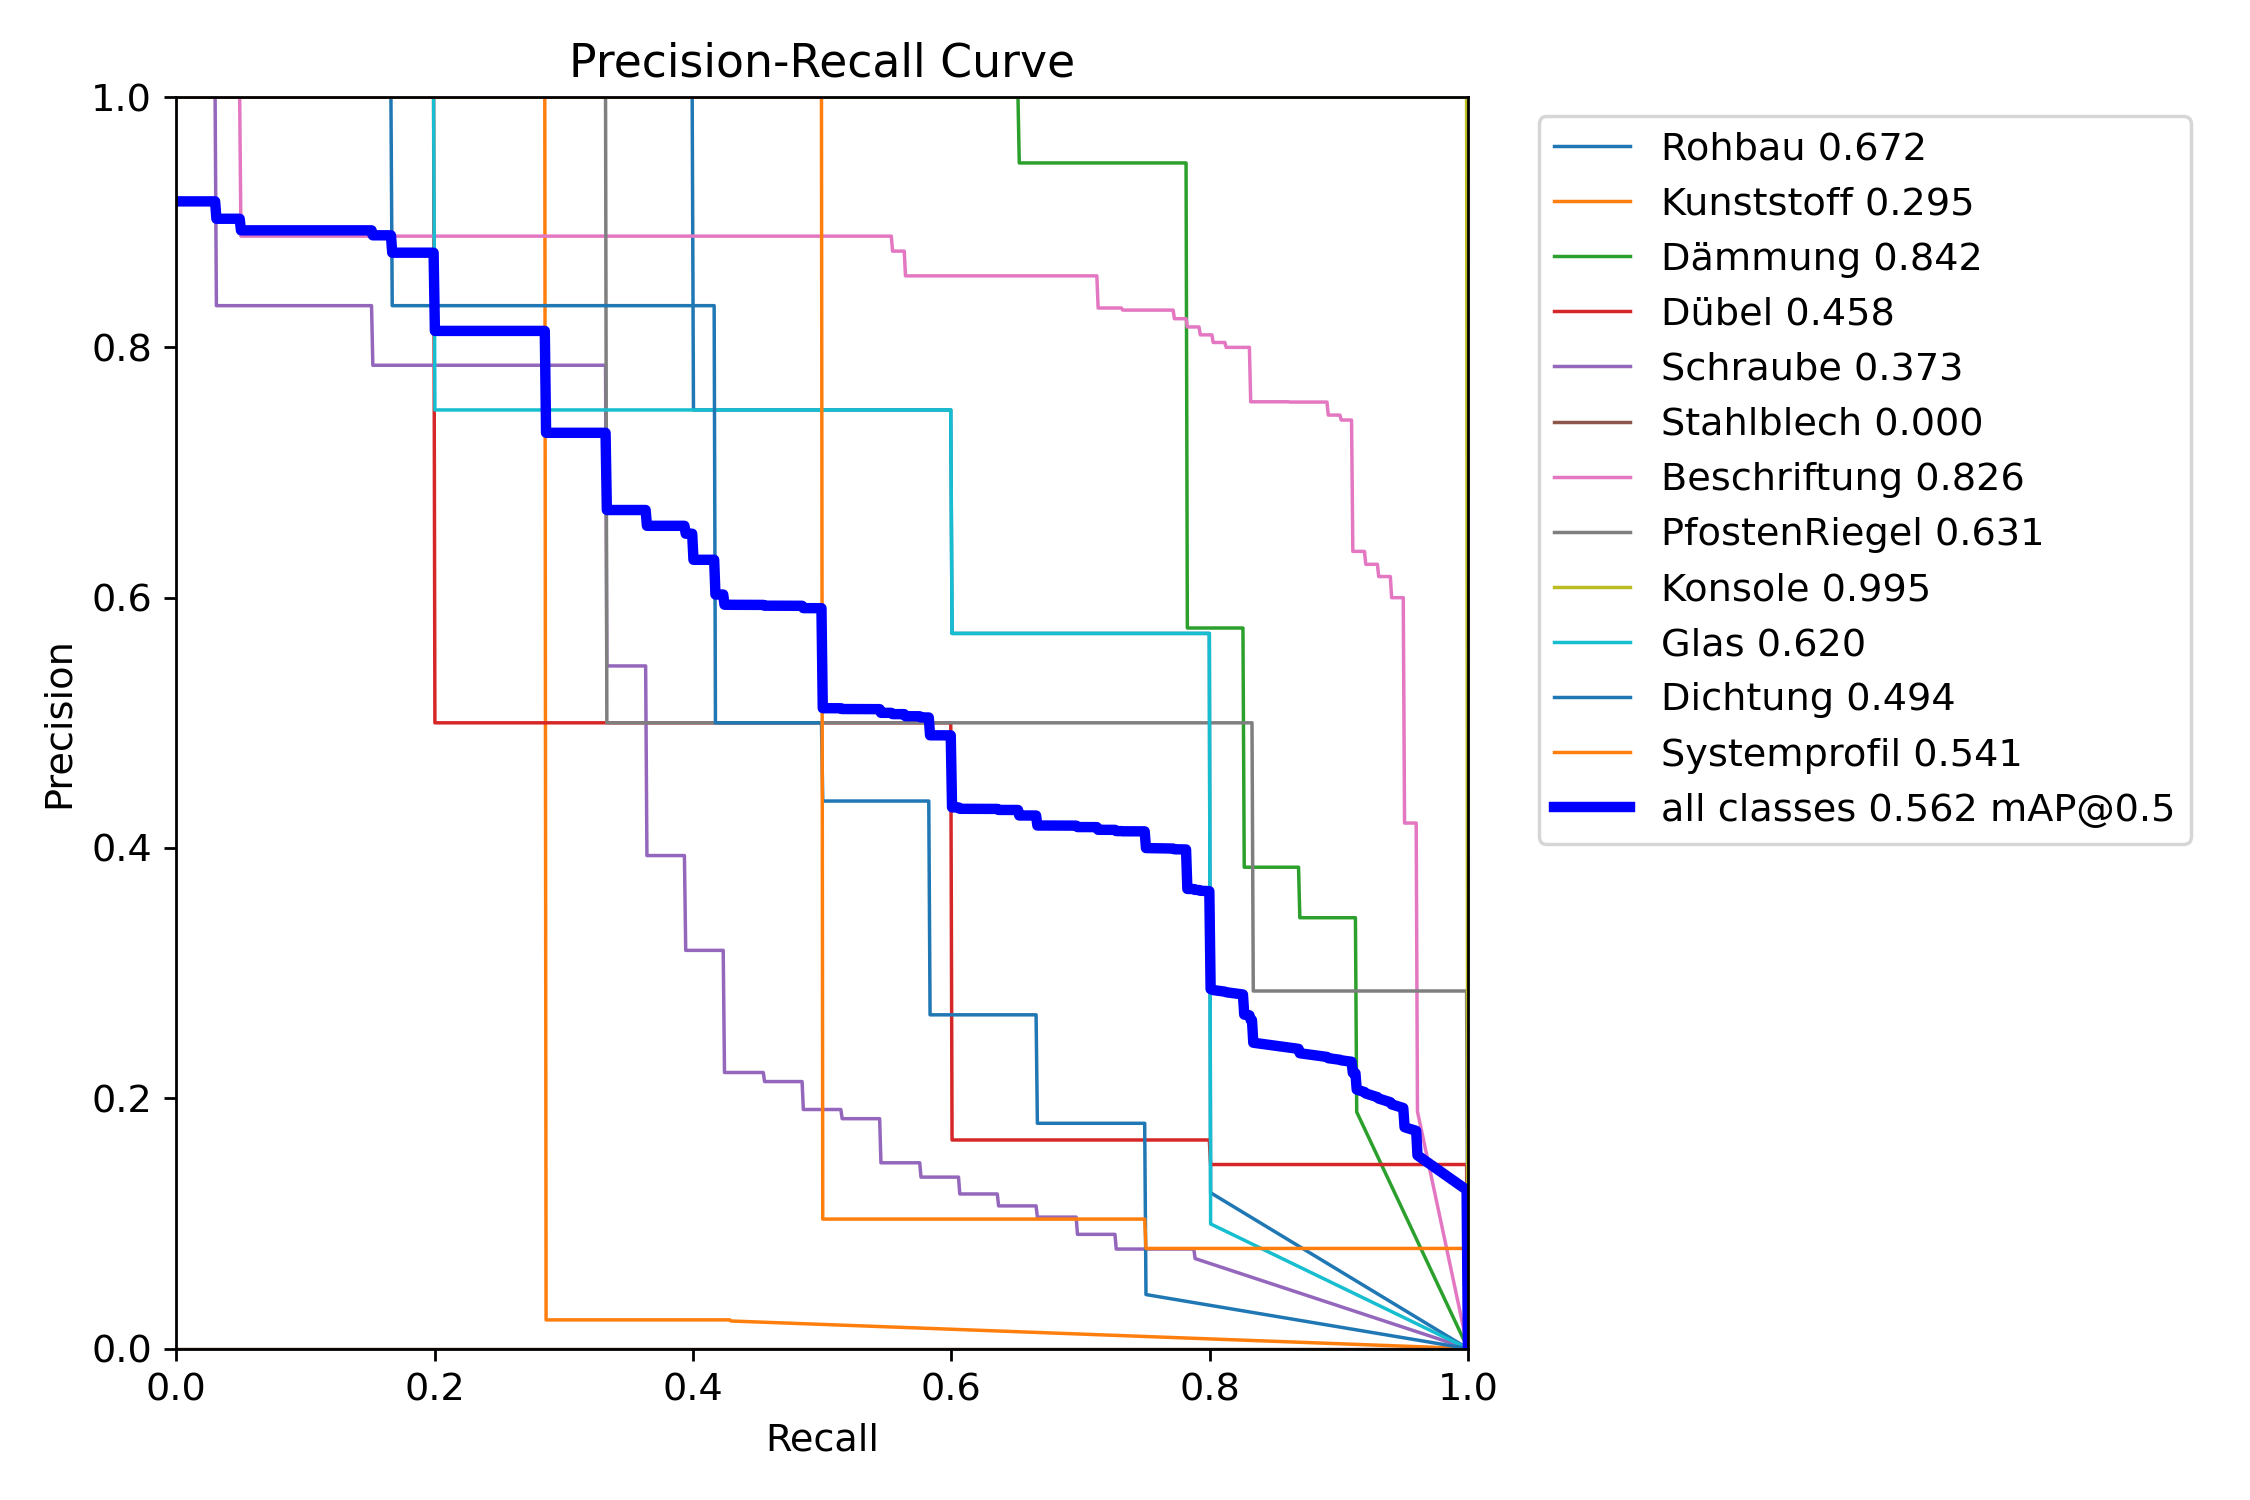 Precision-Recall Curve
1.0
0.8
0.6
0.4
0.2
0.0
Precision
0.0 0.2 0.4 0.6 0.8 1.0
Recall
Rohbau 0.672
Kunststoff 0.295
Dämmung 0.842
Dübel 0.458
Schraube 0.373
Stahlblech 0.000
Beschriftung 0.826
PfostenRiegel 0.631
Konsole 0.995
Glas 0.620
Dichtung 0.494
Systemprofil 0.541
all classes 0.562 mAP@0.5